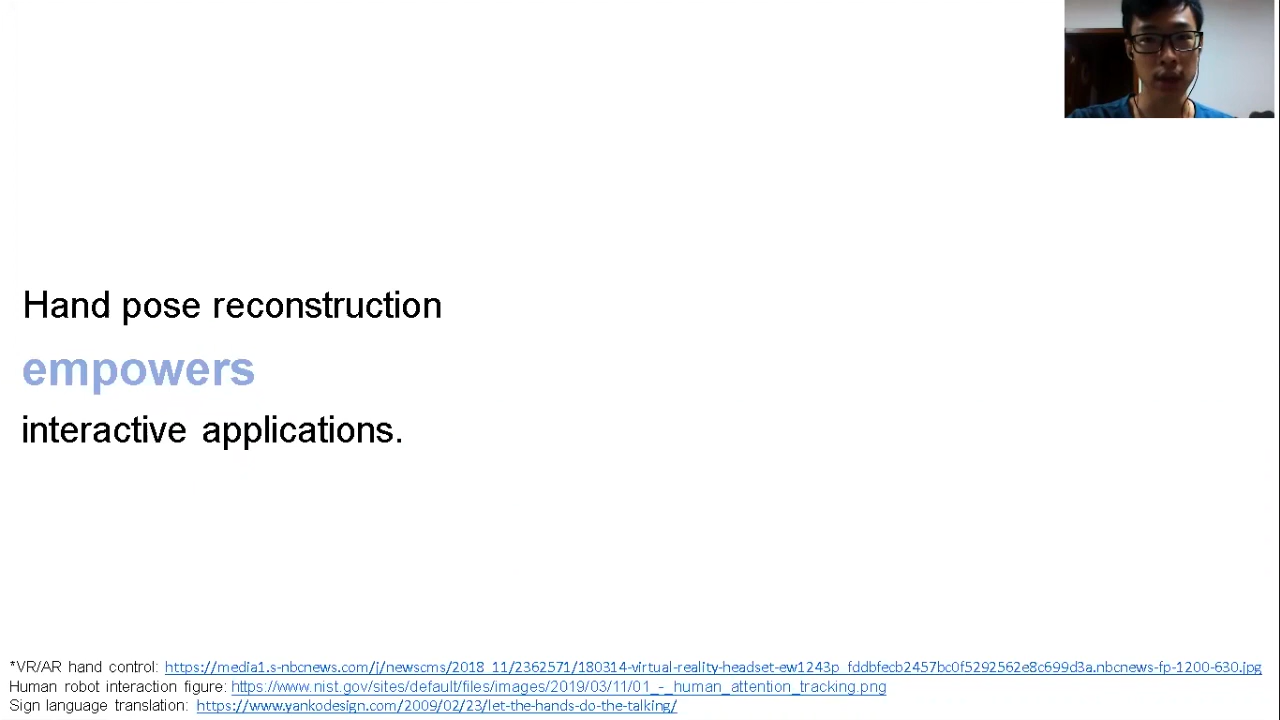 Hand pose reconstruction
empowers
interactive applications.
*VR/AR hand control: https://media1.s-nbcnews.com/j/newscms/2018_11/2362571/180314-virtual-reality-headset-ew1243p_fddbfecb2457bc0f5292562e8c699d3a.nbcnews-fp-1200-630.jpg
Human robot interaction figure: https://www.nist.gov/sites/default/files/images/2019/03/11/01_-_human_attention_tracking.png
Sign language translation: https://www.yankodesign.com/2009/02/23/let-the-hands-do-the-talking/